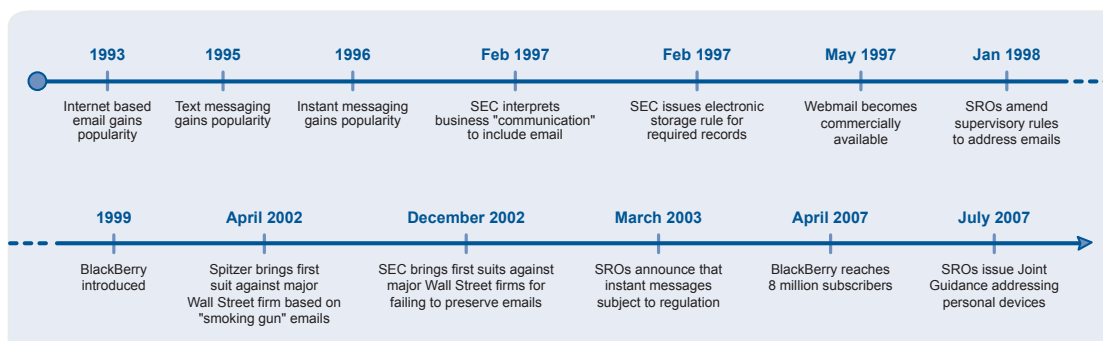 1993
Internet based
email gains
popularity
1995
Text messaging
gains popularity
1996
Instant messaging
gains popularity
Feb 1997
SEC interprets
business "communication"
to include email
Feb 1997
SEC issues electronic
storage rule for
required records
May 1997
Webmail becomes
commercially
available
Jan 1998
SROs amend
supervisory rules
to address emails
1999
BlackBerry
introduced
April 2002
Spitzer brings first
suit against major
Wall Street firm based on
"smoking gun" emails
December 2002
SEC brings first suits against
major Wall Street firms for
failing to preserve emails
March 2003
SROs announce that
instant messages
subject to regulation
April 2007
BlackBerry reaches
8 million subscribers
July 2007
SROs issue Joint
Guidance addressing
personal devices